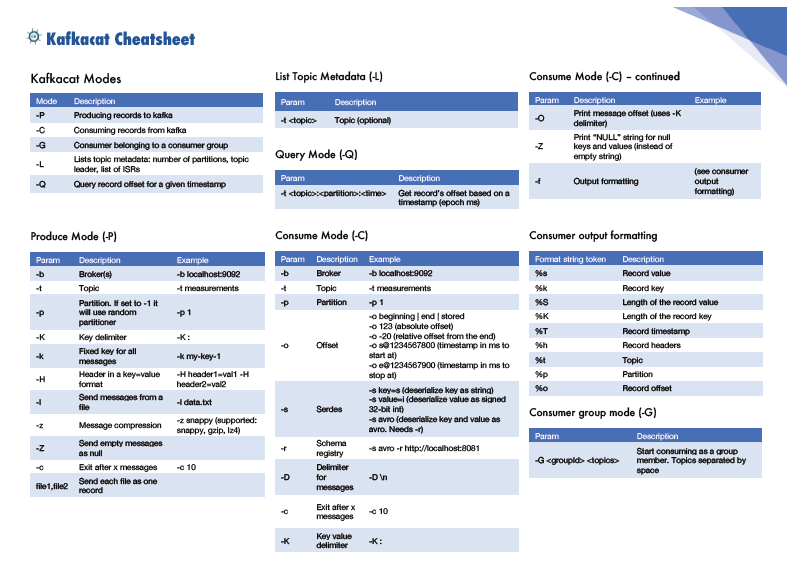 Kafkacat Cheatsheet
Kafkacat Modes
Mode Description
-P Producing records to kafka
-C Consuming records from kafka
-G Consumer belonging to a consumer group
-L Lists topic metadata: number of partitions, topic
leader, list of ISRs
-Q Query record offset for a given timestamp
List Topic Metadata (-L)
Param Description
-t <topic> Topic (optional)
Query Mode (-Q)
Param Description
-t <topic>:<partition>:<time> Get record's offset based on a
timestamp (epoch ms)
Consume Mode (-C) – continued
Param Description Example
-O Print message offset (uses -K
delimiter)
-Z Print "NULL" string for null
keys and values (instead of
empty string)
-f Output formatting (see consumer
output
formatting)
Produce Mode (-P)
Param Description Example
-b Broker(s) -b localhost:9092
-t Topic -t measurements
-p Partition. If set to -1 it
will use random
partitioner -p 1
-K Key delimiter -K :
-k Fixed key for all
messages -k my-key-1
-H Header in a key=value
format -H header1=val1 -H
header2=val2
-l Send messages from a
file -l data.txt
-z Message compression -z snappy (supported:
snappy, gzip, lz4)
-Z Send empty messages
as null
-c Exit after x messages -c 10
file1,file2 Send each file as one
record
Consume Mode (-C)
Param Description Example
-b Broker -b localhost:9092
-t Topic -t measurements
-p Partition -p 1
-o Offset -o beginning | end | stored
-o 123 (absolute offset)
-o -20 (relative offset from the end)
-o s@1234567800 (timestamp in ms to
start at)
-o e@1234567900 (timestamp in ms to
stop at)
-s Serdes -s key=s (deserialize key as string)
-s value=i (deserialize value as signed
32-bit int)
-s avro (deserialize key and value as
avro. Needs -r)
-r Schema
registry -s avro -r http://localhost:8081
-D Delimiter
for
messages -D \n
-c Exit after x
messages -c 10
-K Key value
delimiter -K :
Consumer output formatting
Format string token Description
%s Record value
%k Record key
%S Length of the record value
%K Length of the record key
%T Record timestamp
%h Record headers
%t Topic
%p Partition
%o Record offset
Consumer group mode (-G)
Param Description
-G <groupId> <topics> Start consuming as a group
member. Topics separated by
space